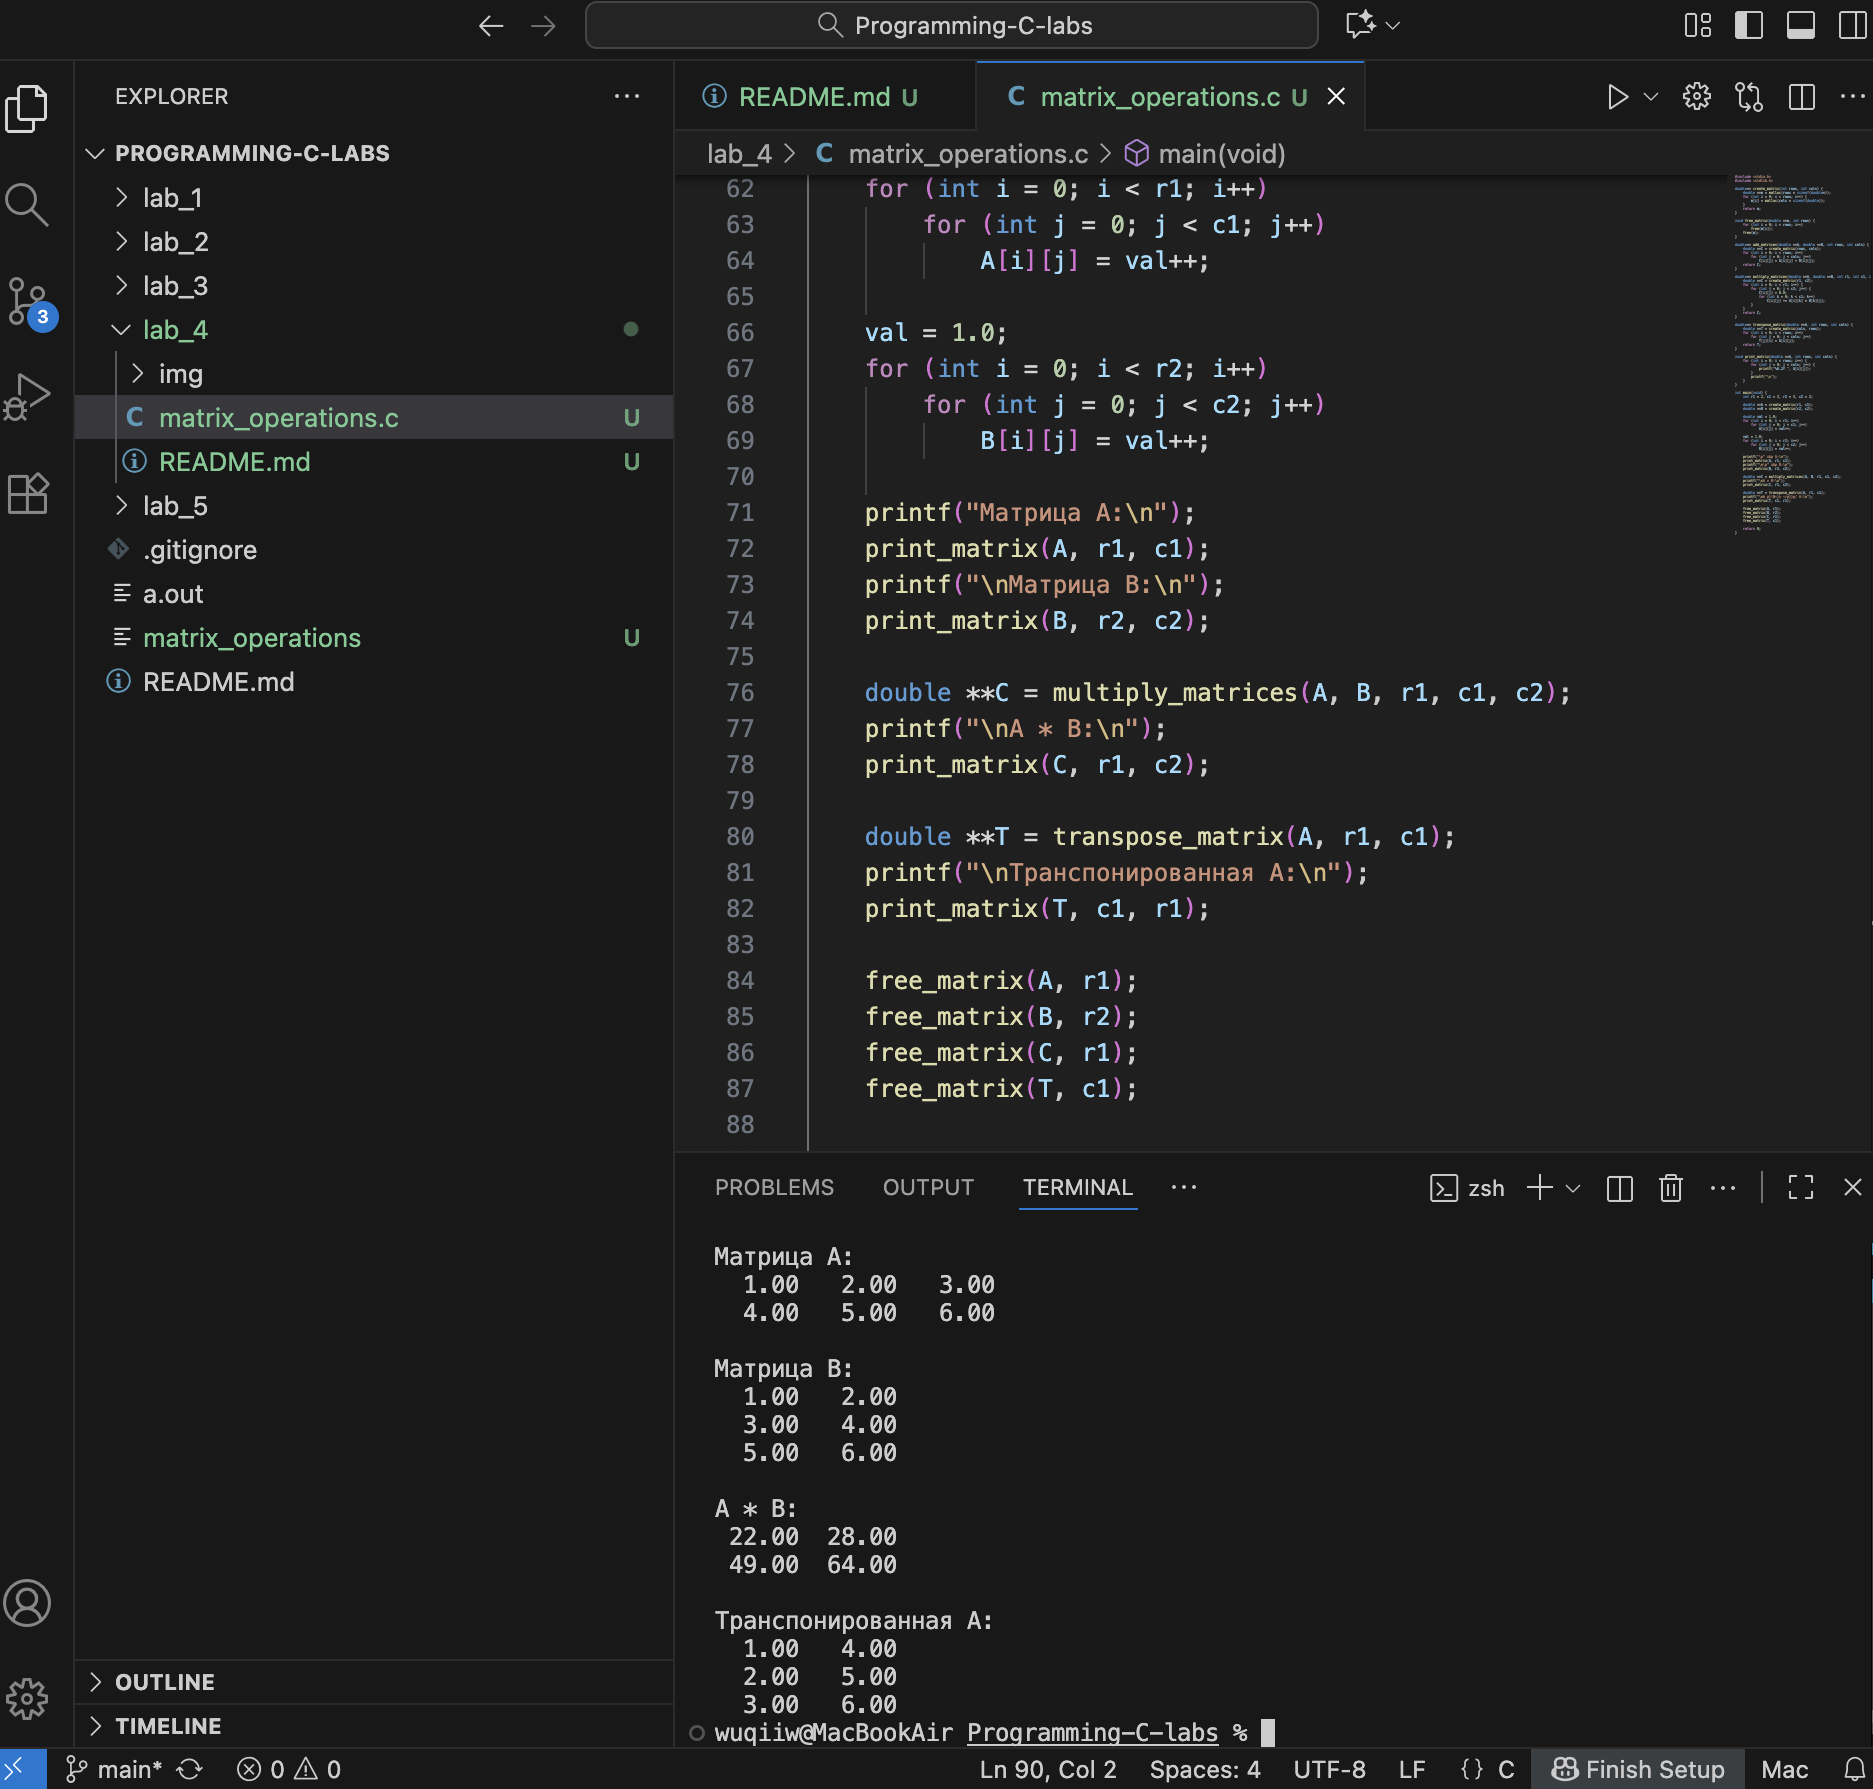 Programming-C-labs
EXPLORER
PROGRAMMING-C-LABS
lab_1
lab_2
lab_3
3
lab_4
img
C matrix_operations.c U
README.md U
lab_5
.gitignore
a.out
matrix_operations U
README.md
OUTLINE
TIMELINE
README.md U
C matrix_operations.c U
lab_4 > C matrix_operations.c > main(void)
62 for (int i = 0; i < r1; i++)
63 for (int j = 0; j < c1; j++)
64 A[i][j] = val++;
65
66 val = 1.0;
67 for (int i = 0; i < r2; i++)
68 for (int j = 0; j < c2; j++)
69 B[i][j] = val++;
70
71 printf("Матрица A:\n");
72 print_matrix(A, r1, c1);
73 printf("\nМатрица B:\n");
74 print_matrix(B, r2, c2);
75
76 double **C = multiply_matrices(A, B, r1, c1, c2);
77 printf("\nA * B:\n");
78 print_matrix(C, r1, c2);
79
80 double **T = transpose_matrix(A, r1, c1);
81 printf("\nТранспонированная A:\n");
82 print_matrix(T, c1, r1);
83
84 free_matrix(A, r1);
85 free_matrix(B, r2);
86 free_matrix(C, r1);
87 free_matrix(T, c1);
88
PROBLEMS OUTPUT TERMINAL
zsh
Матрица A:
1.00 2.00 3.00
4.00 5.00 6.00
Матрица B:
1.00 2.00
3.00 4.00
5.00 6.00
A * B:
22.00 28.00
49.00 64.00
Транспонированная A:
1.00 4.00
2.00 5.00
3.00 6.00
wuqiiw@MacBookAir Programming-C-labs %
main* 0 0 Ln 90, Col 2 Spaces: 4 UTF-8 LF {} C Finish Setup Mac